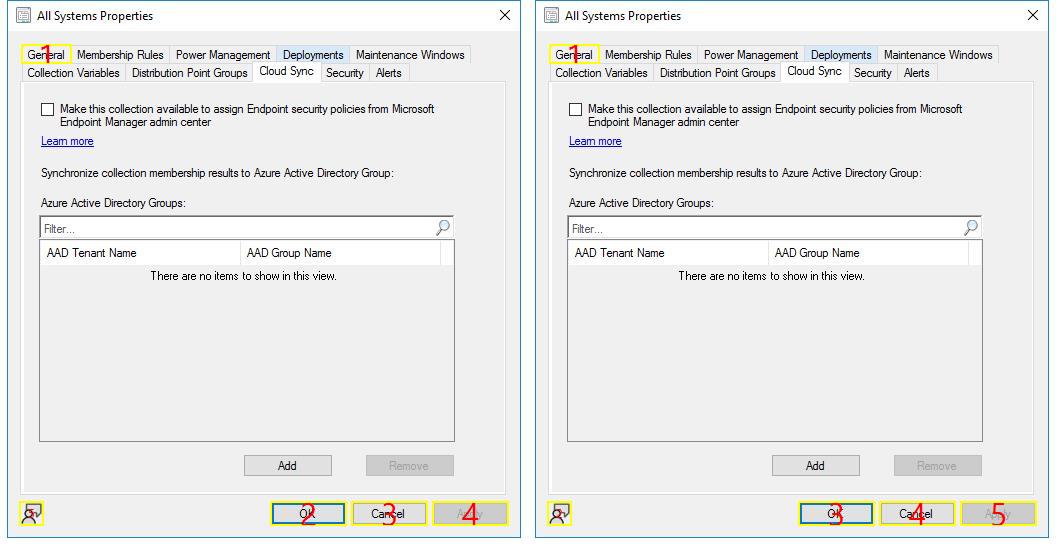 All Systems Properties
General Membership Rules Power Management Deployments Maintenance Windows
1
Collection Variables Distribution Point Groups Cloud Sync Security Alerts
Make this collection available to assign Endpoint security policies from Microsoft
Endpoint Manager admin center
Learn more
Synchronize collection membership results to Azure Active Directory Group:
Azure Active Directory Groups:
Filter...
AAD Tenant Name AAD Group Name
There are no items to show in this view.
Add Remove
OK Cancel Apply
2 3 4
All Systems Properties
General Membership Rules Power Management Deployments Maintenance Windows
1
Collection Variables Distribution Point Groups Cloud Sync Security Alerts
Make this collection available to assign Endpoint security policies from Microsoft
Endpoint Manager admin center
Learn more
Synchronize collection membership results to Azure Active Directory Group:
Azure Active Directory Groups:
Filter...
AAD Tenant Name AAD Group Name
There are no items to show in this view.
Add Remove
OK Cancel Apply
3 4 5